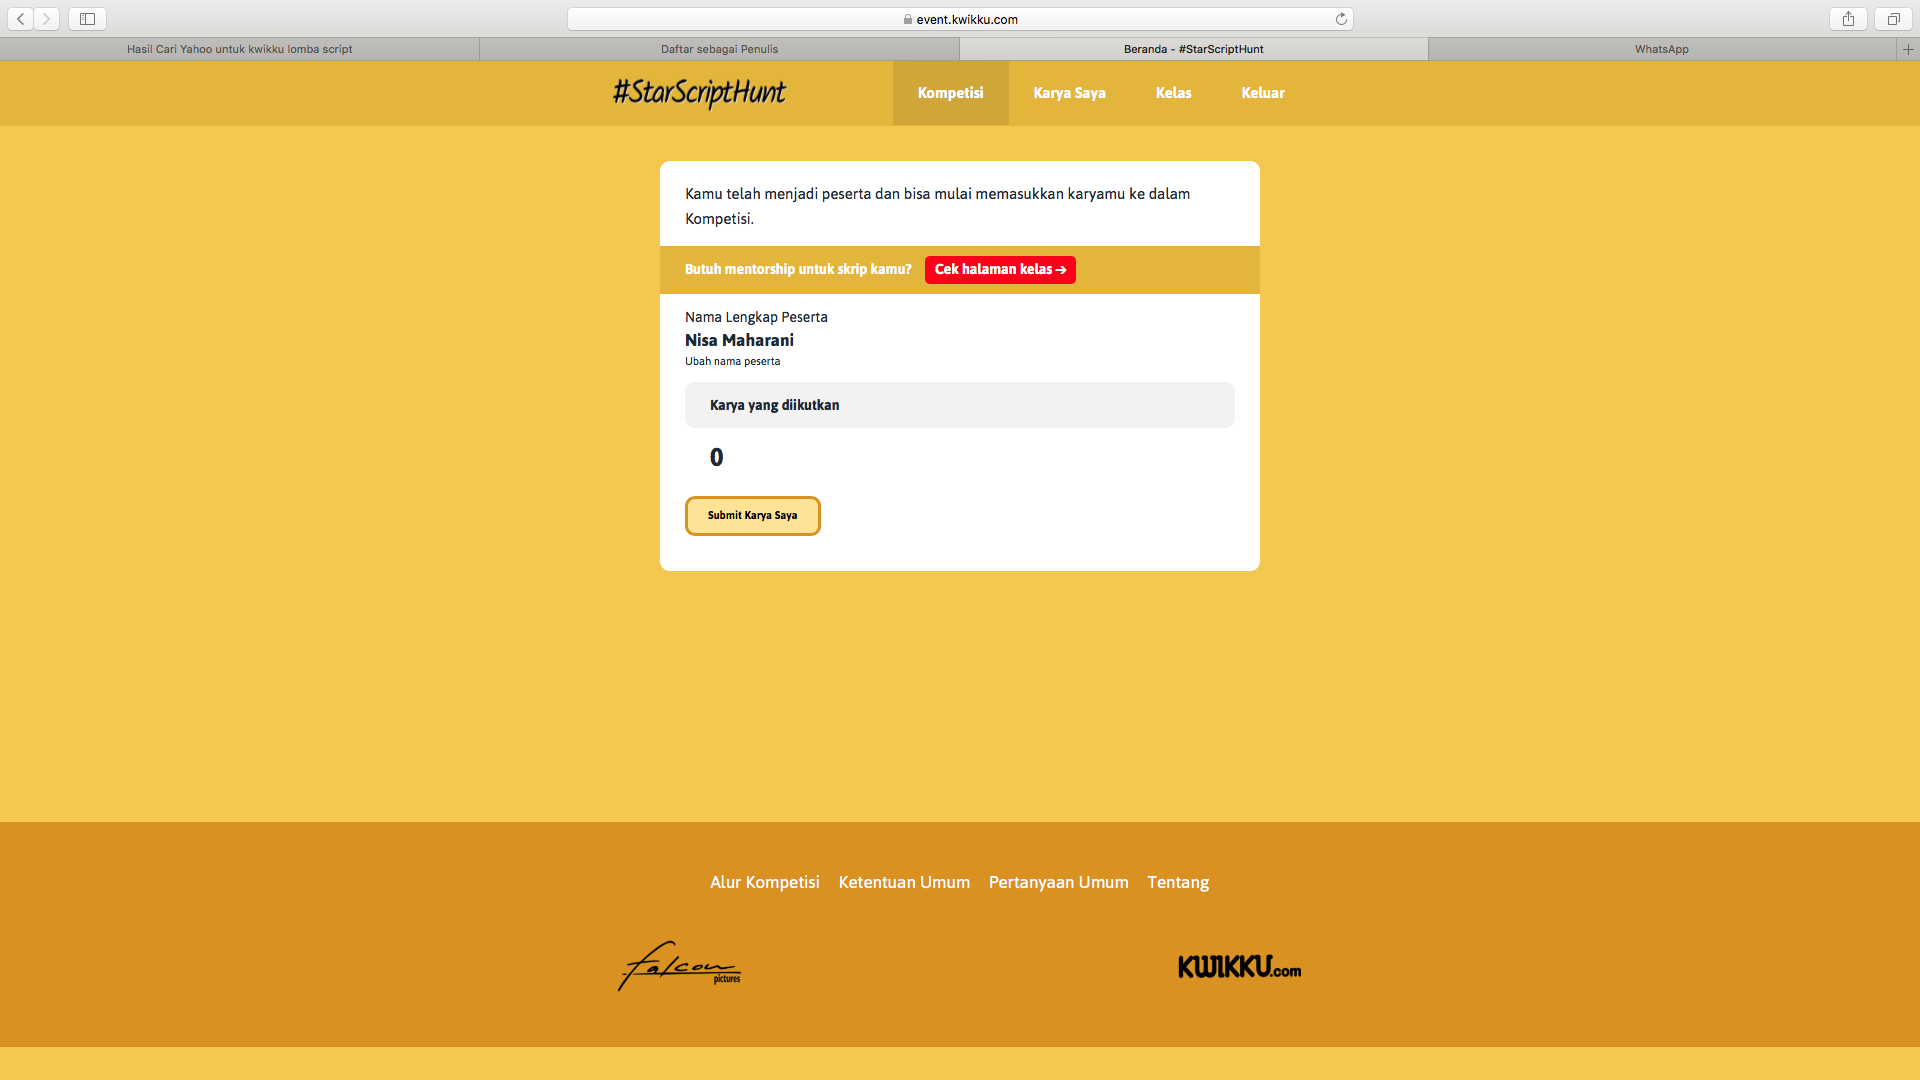 event.kwikku.com
Hasil Cari Yahoo untuk kwikku lomba script
Daftar sebagai Penulis
Beranda - #StarScriptHunt
WhatsApp
#StarScriptHunt
Kompetisi
Karya Saya
Kelas
Keluar
Kamu telah menjadi peserta dan bisa mulai memasukkan karyamu ke dalam
Kompetisi.
Butuh mentorship untuk skrip kamu?
Cek halaman kelas →
Nama Lengkap Peserta
Nisa Maharani
Ubah nama peserta
Karya yang diikutkan
0
Submit Karya Saya
Alur Kompetisi
Ketentuan Umum
Pertanyaan Umum
Tentang
falcon
pictures
KWIKKU.com